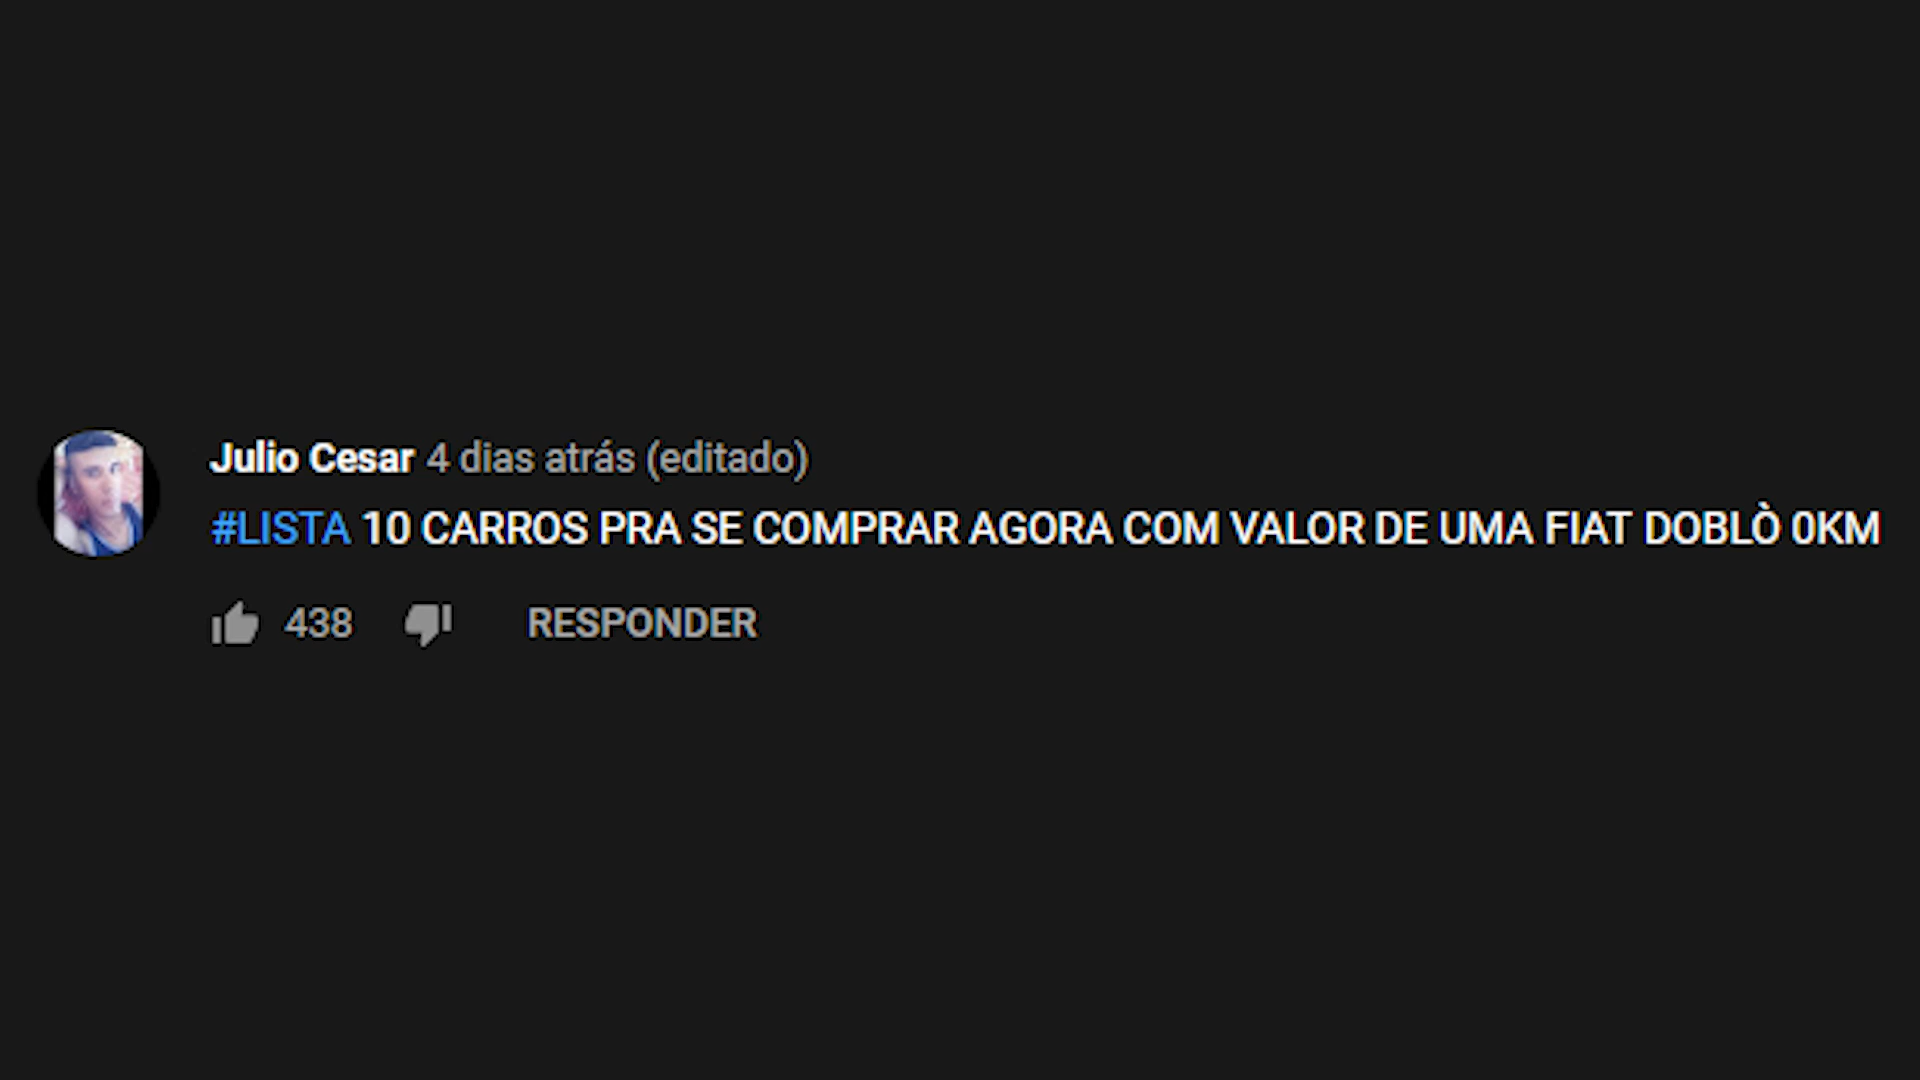 Julio Cesar 4 dias atrás (editado)
#LISTA 10 CARROS PRA SE COMPRAR AGORA COM VALOR DE UMA FIAT DOBLÒ 0KM
438 RESPONDER